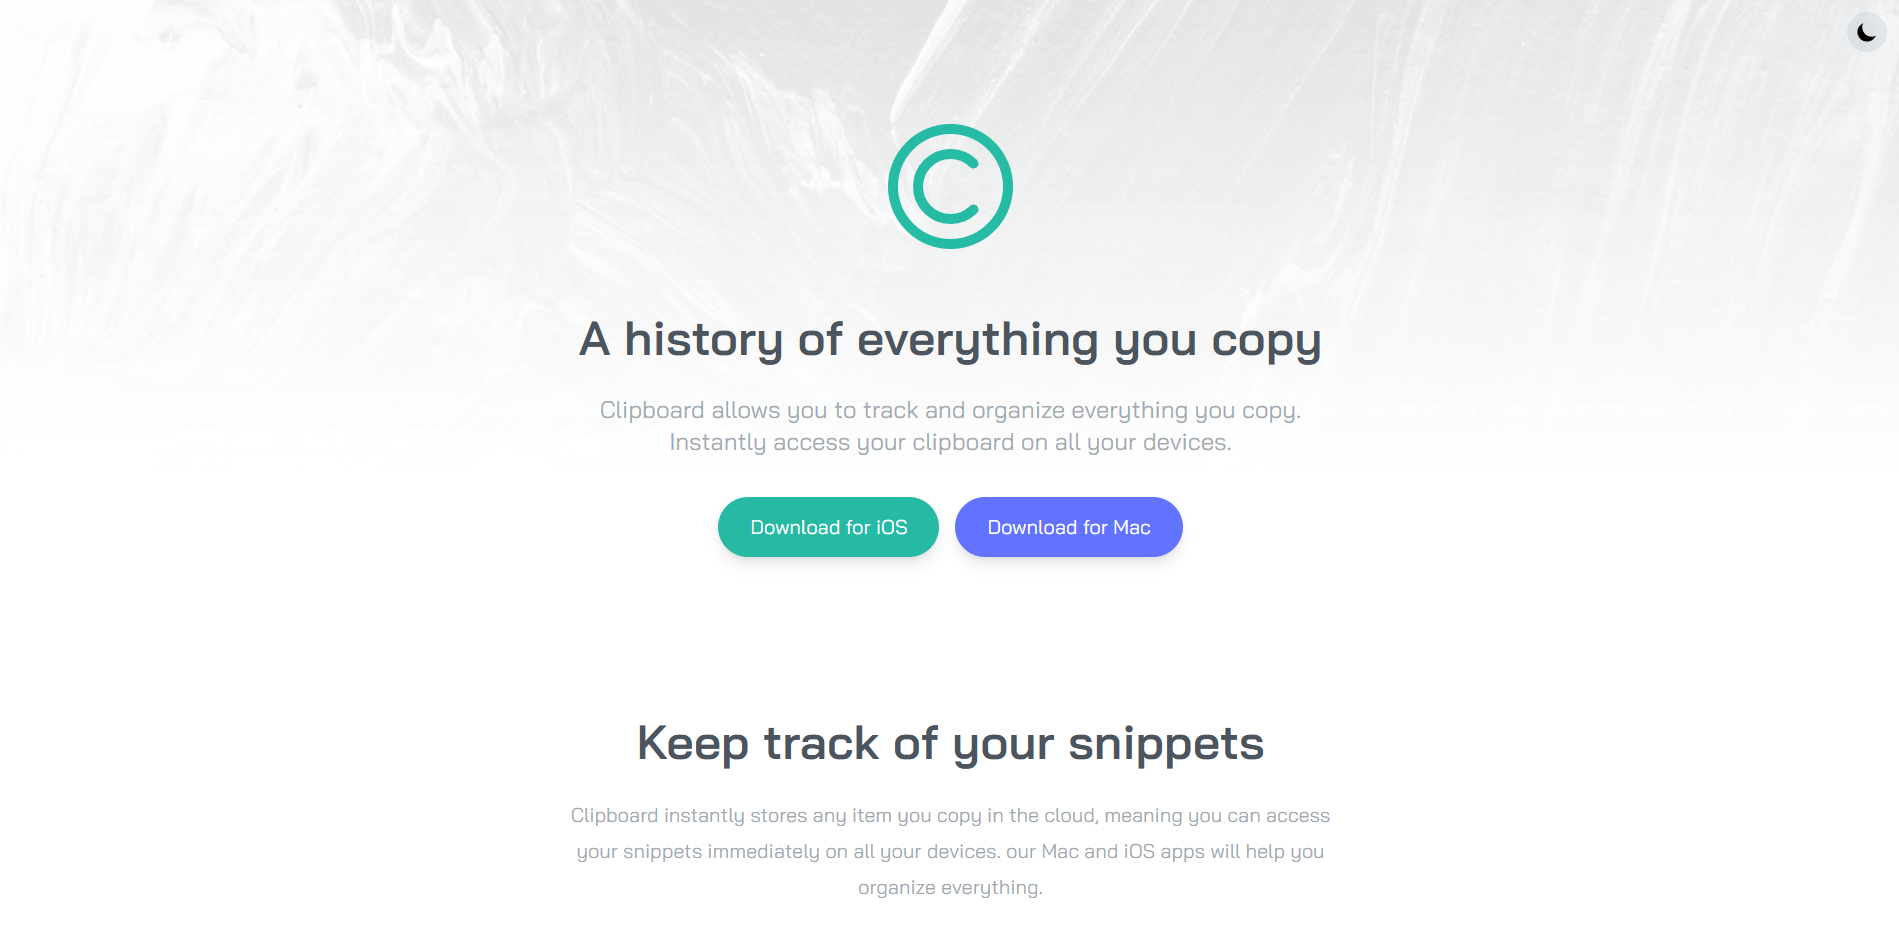 A history of everything you copy
Clipboard allows you to track and organize everything you copy.
Instantly access your clipboard on all your devices.
Download for iOS
Download for Mac
Keep track of your snippets
Clipboard instantly stores any item you copy in the cloud, meaning you can access
your snippets immediately on all your devices. our Mac and iOS apps will help you
organize everything.